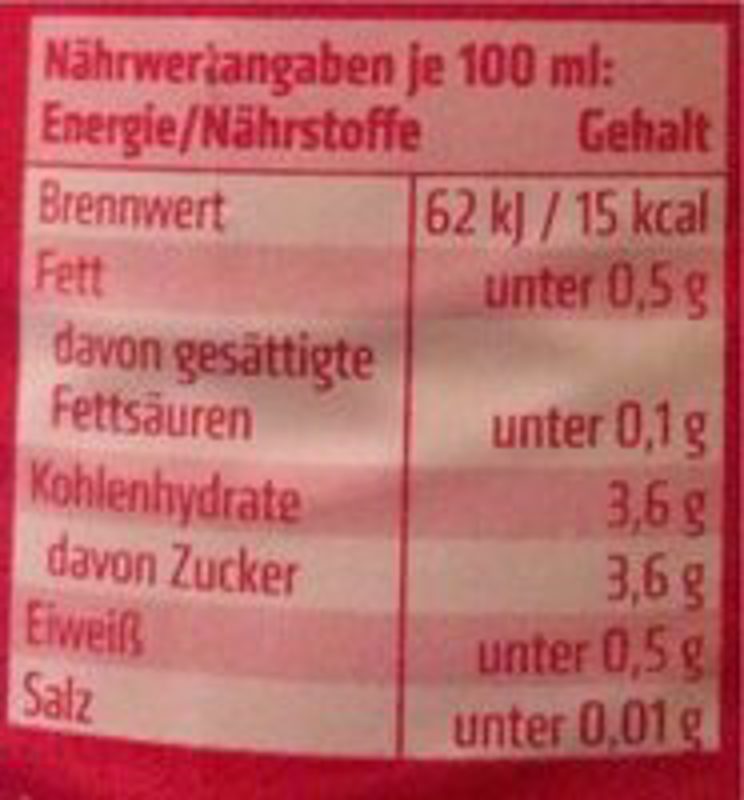 Nährwertangaben je 100 ml:
Energie/Nährstoffe Gehalt
Brennwert 62 kJ / 15 kcal
Fett unter 0,5 g
davon gesättigte
Fettsäuren unter 0,1 g
Kohlenhydrate 3,6 g
davon Zucker 3,6 g
Eiweiß unter 0,5 g
Salz unter 0,01 g